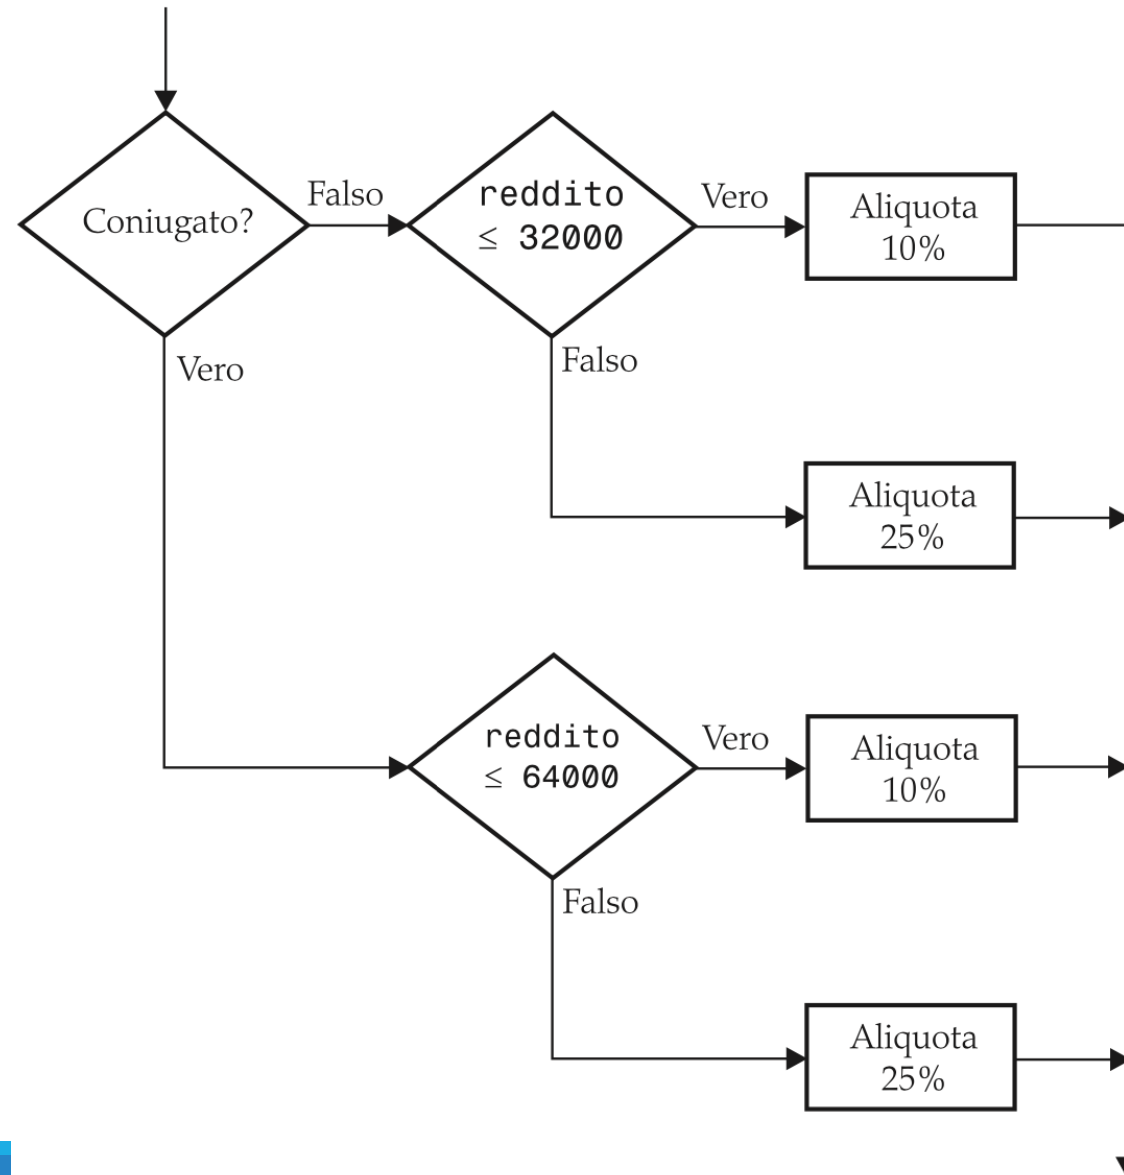 Coniugato?
Falso
reddito
≤ 32000
Vero
Aliquota
10%
Falso
Aliquota
25%
Vero
reddito
≤ 64000
Vero
Aliquota
10%
Falso
Aliquota
25%